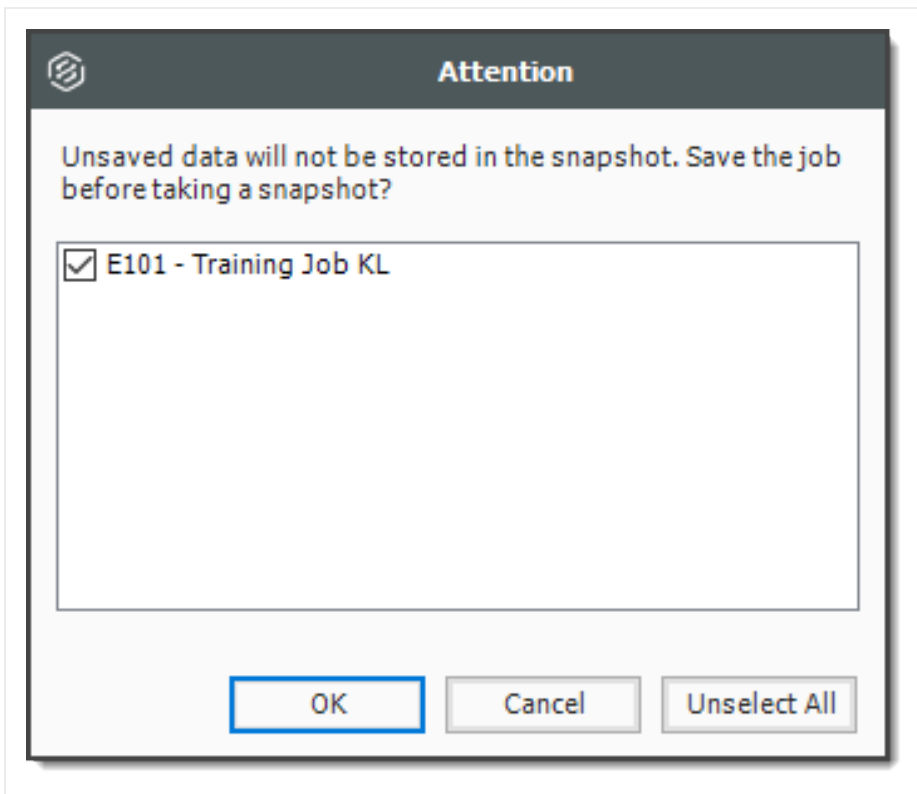 Attention
Unsaved data will not be stored in the snapshot. Save the job
before taking a snapshot?
E101 - Training Job KL
OK
Cancel
Unselect All